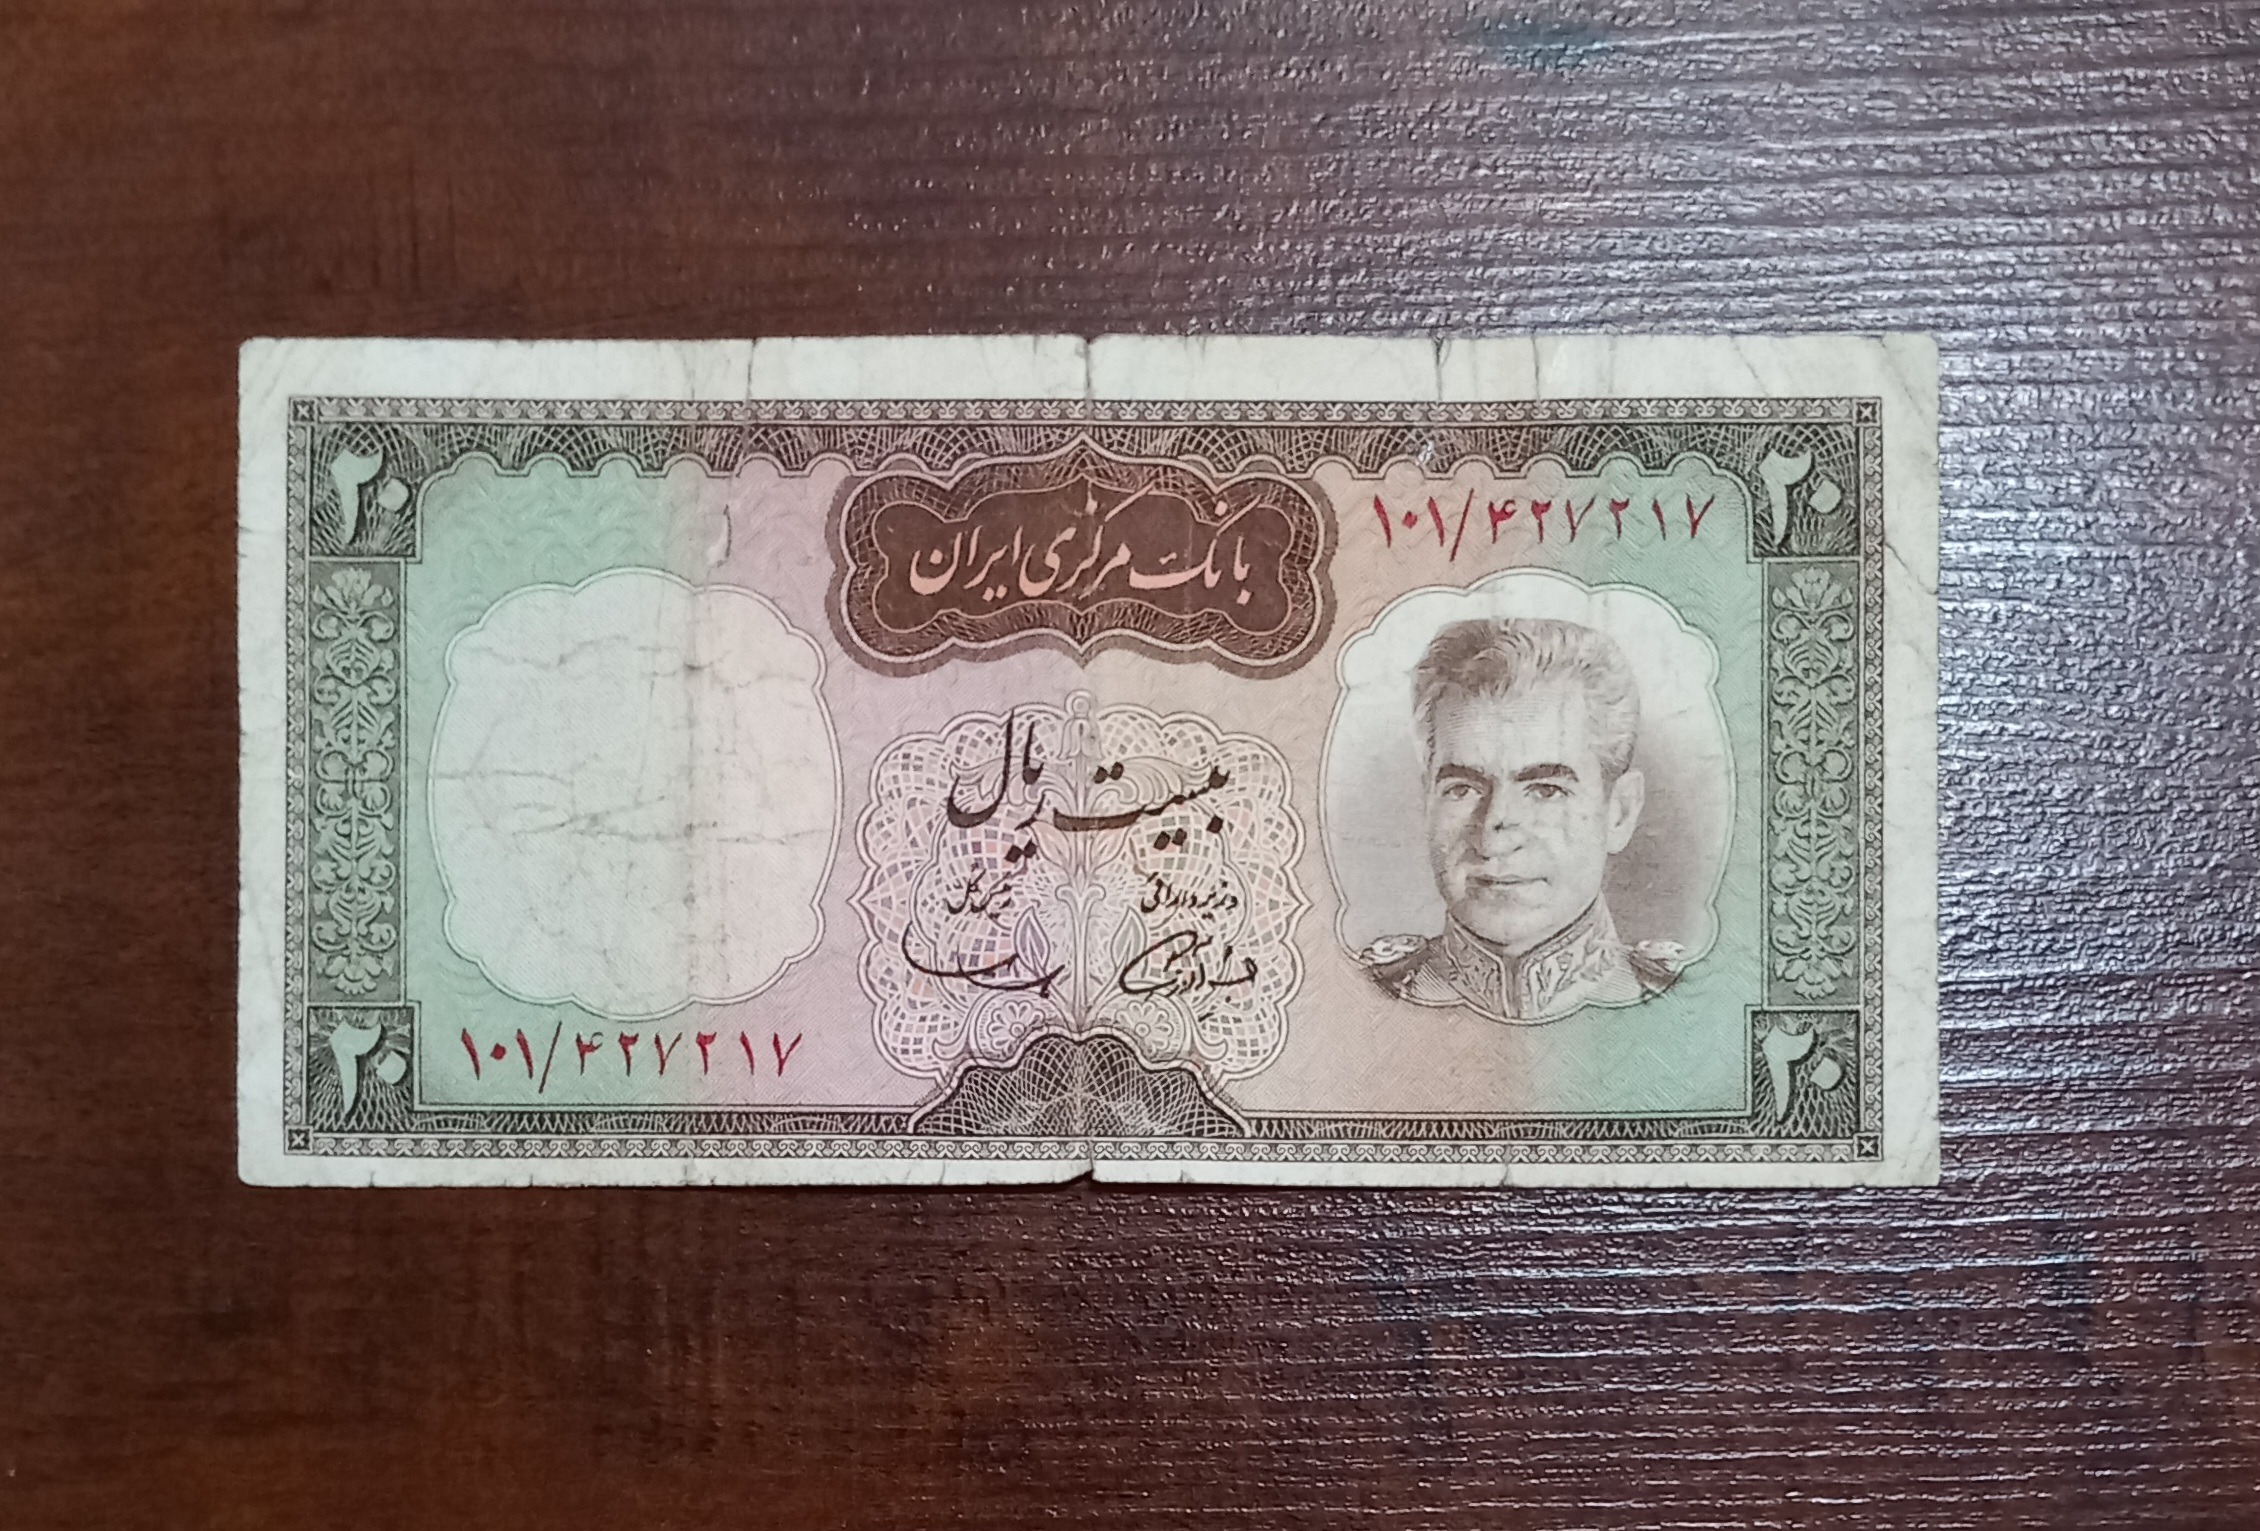 ۲۰
۲۰
بانک مرکزی ایران
۱۰۱/۴۲۷۲۱۷
بیست ریال
وزیر دارائی
رئیس کل
۱۰۱/۴۲۷۲۱۷
۲۰
۲۰